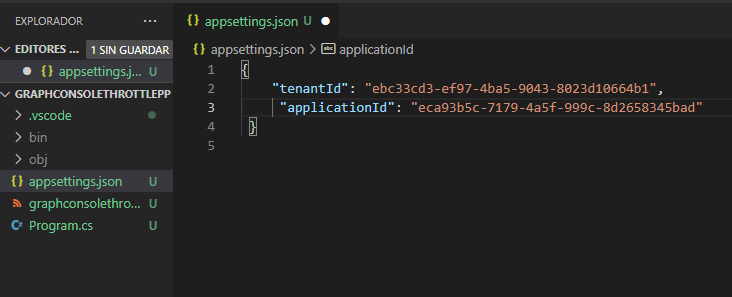 EXPLORADOR
EDITORES ... 1 SIN GUARDAR
appsettings.j... U
GRAPHCONSOLETHROTTLEPP
.vscode
bin
obj
appsettings.json U
graphconsolethro... U
Program.cs U
appsettings.json U
appsettings.json > applicationId
1 {
2 "tenantId": "ebc33cd3-ef97-4ba5-9043-8023d10664b1",
3 "applicationId": "eca93b5c-7179-4a5f-999c-8d2658345bad"
4 }
5